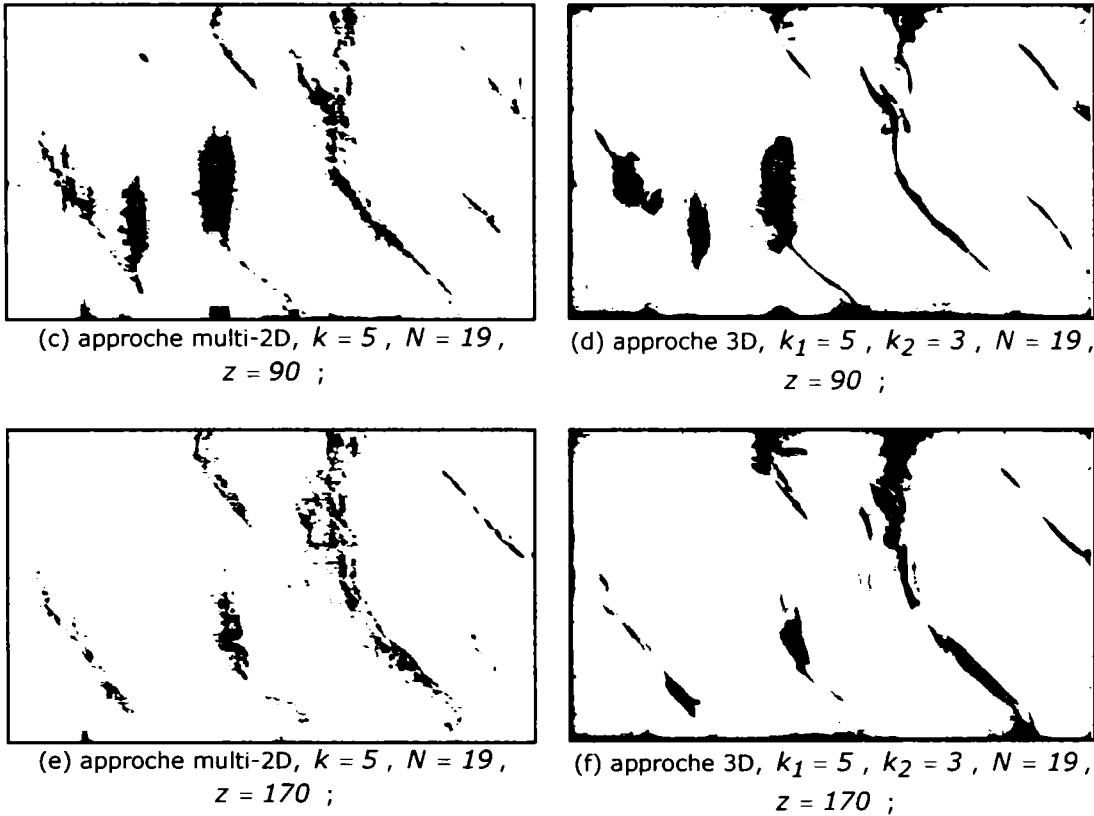 (c) approche multi-2D, k = 5 , N = 19 ,
z = 90 ;
(d) approche 3D, k1 = 5 , k2 = 3 , N = 19,
z = 90 ;
(e) approche multi-2D, k = 5 , N = 19 ,
z = 170 ;
(f) approche 3D, k1 = 5 , k2 = 3 , N = 19,
z = 170 ;